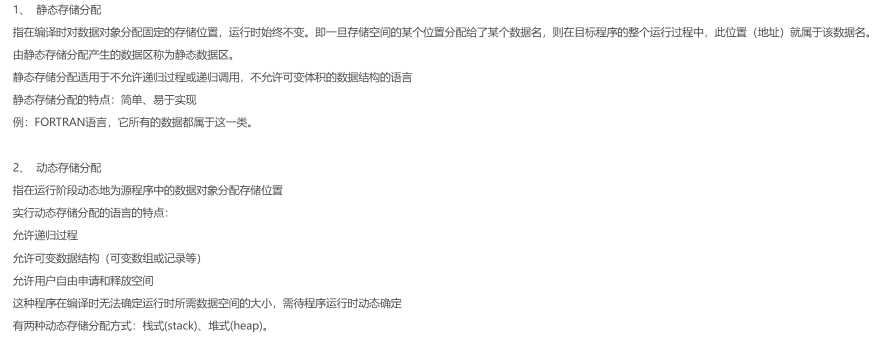 1、 静态存储分配
指在编译时对数据对象分配固定的存储位置，运行时始终不变。即一旦存储空间的某个位置分配给了某个数据名，则在目标程序的整个运行过程中，此位置（地址）就属于该数据名。
由静态存储分配产生的数据区称为静态数据区。
静态存储分配适用于不允许递归过程或递归调用，不允许可变体积的数据结构的语言
静态存储分配的特点：简单、易于实现
例：FORTRAN语言，它所有的数据都属于这一类。
2、 动态存储分配
指在运行阶段动态地为源程序中的数据对象分配存储位置
实行动态存储分配的语言的特点：
允许递归过程
允许可变数据结构（可变数组或记录等）
允许用户自由申请和释放空间
这种程序在编译时无法确定运行时所需数据空间的大小，需待程序运行时动态确定
有两种动态存储分配方式：栈式(stack)、堆式(heap)。